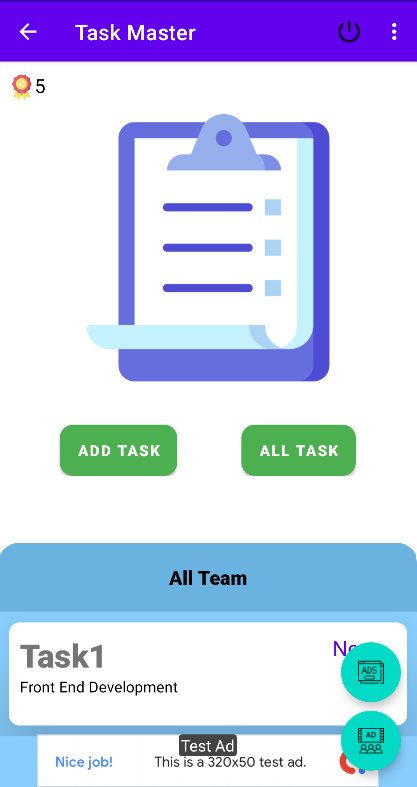 Task Master
5
ADD TASK
ALL TASK
All Team
Task1
Front End Development
ADS
AD
Test Ad
Nice job!
This is a 320x50 test ad.